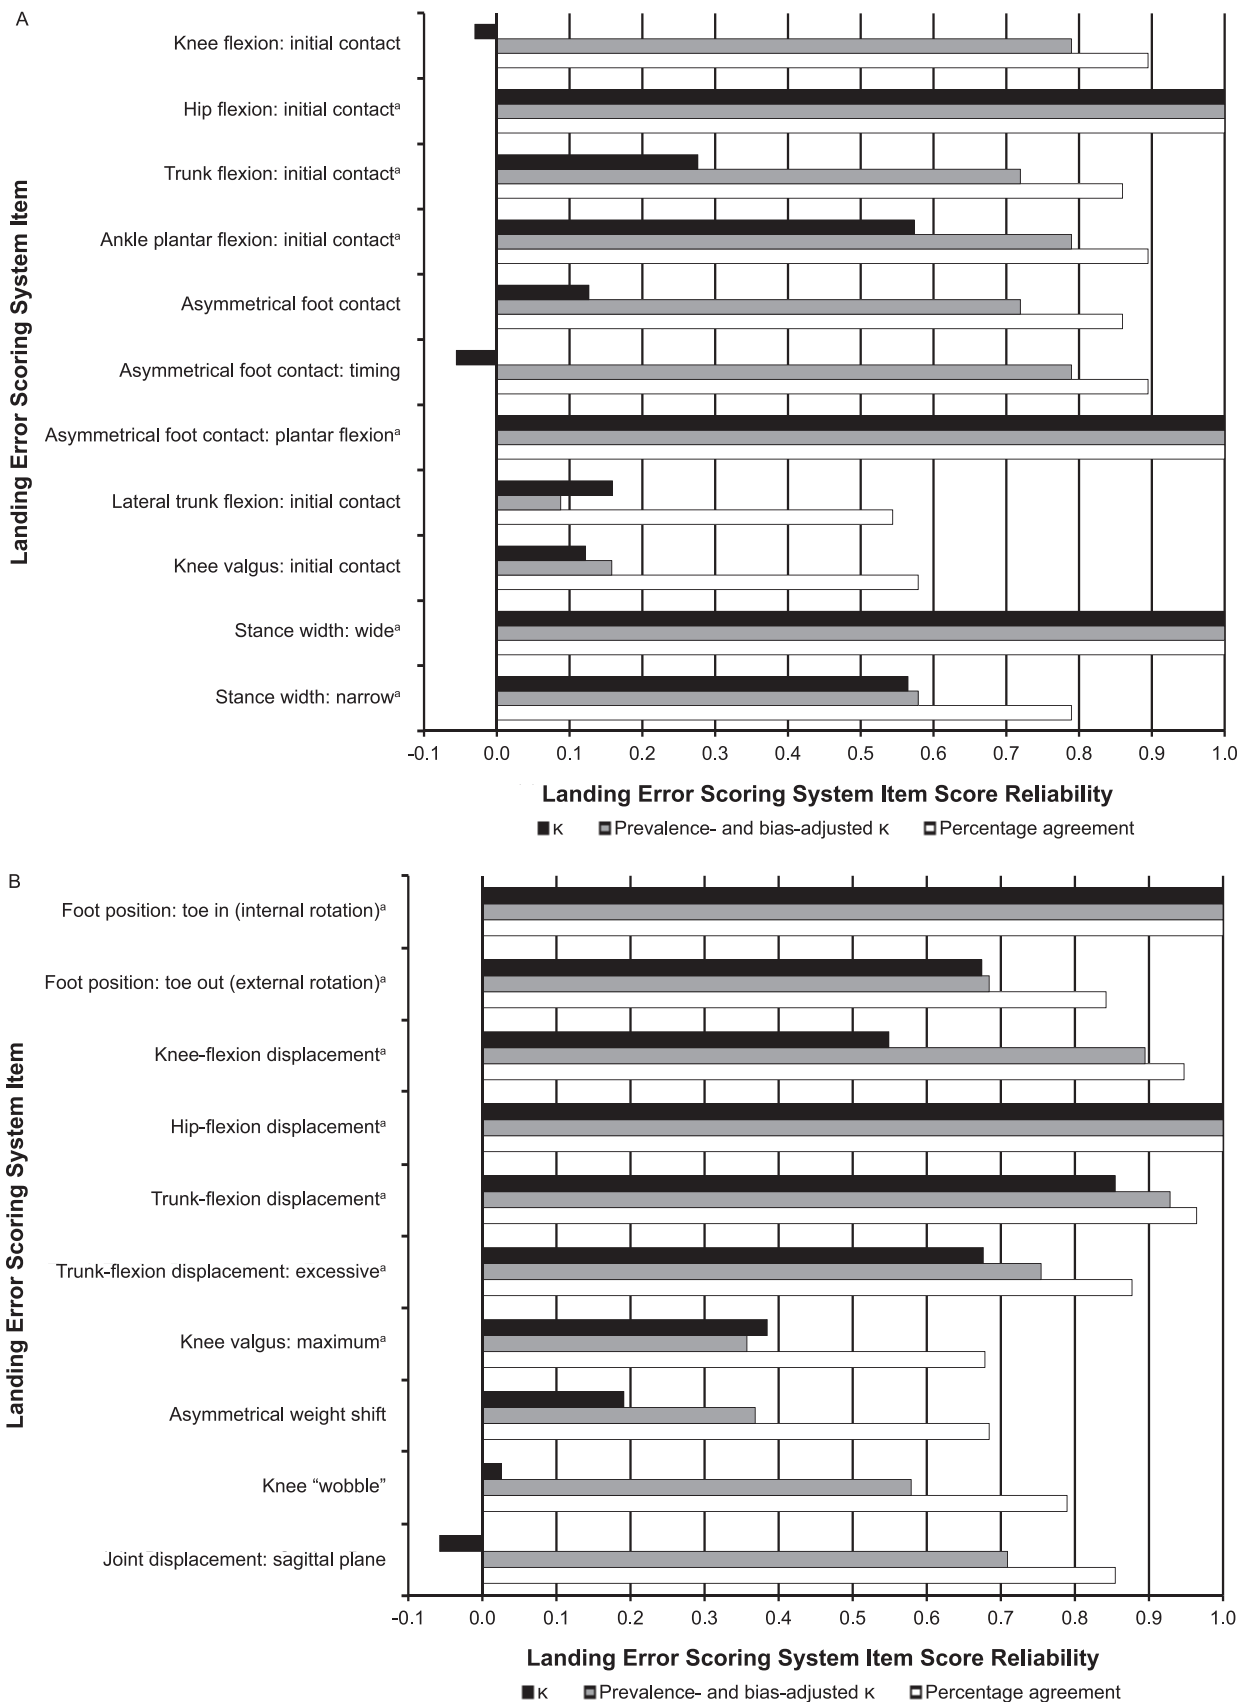 A
Landing Error Scoring System Item
Knee flexion: initial contact
Hip flexion: initial contactᵃ
Trunk flexion: initial contactᵃ
Ankle plantar flexion: initial contactᵃ
Asymmetrical foot contact
Asymmetrical foot contact: timing
Asymmetrical foot contact: plantar flexionᵃ
Lateral trunk flexion: initial contact
Knee valgus: initial contact
Stance width: wideᵃ
Stance width: narrowᵃ
-0.1 0.0 0.1 0.2 0.3 0.4 0.5 0.6 0.7 0.8 0.9 1.0
Landing Error Scoring System Item Score Reliability
κ Prevalence- and bias-adjusted κ Percentage agreement
B
Landing Error Scoring System Item
Foot position: toe in (internal rotation)ᵃ
Foot position: toe out (external rotation)ᵃ
Knee-flexion displacementᵃ
Hip-flexion displacementᵃ
Trunk-flexion displacementᵃ
Trunk-flexion displacement: excessiveᵃ
Knee valgus: maximumᵃ
Asymmetrical weight shift
Knee “wobble”
Joint displacement: sagittal plane
-0.1 0.0 0.1 0.2 0.3 0.4 0.5 0.6 0.7 0.8 0.9 1.0
Landing Error Scoring System Item Score Reliability
κ Prevalence- and bias-adjusted κ Percentage agreement